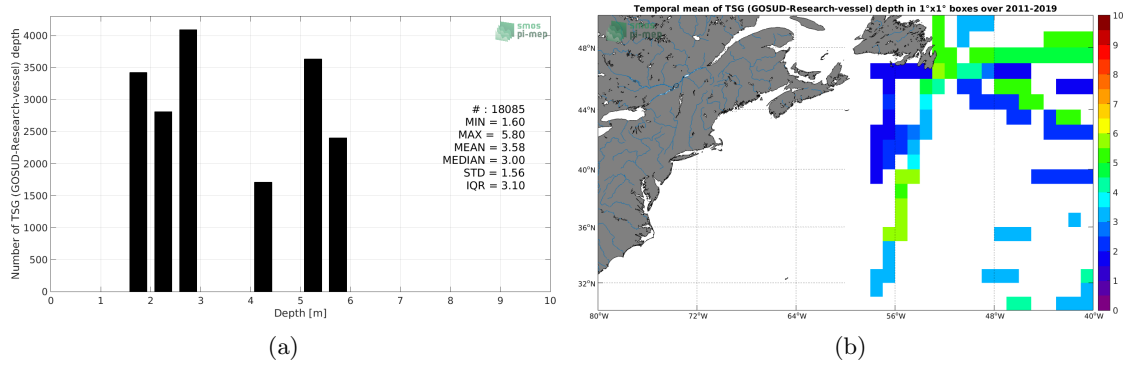 4000
3500
3000
2500
2000
1500
1000
500
0
Number of TSG (GOSUD-Research-vessel) depth
0 1 2 3 4 5 6 7 8 9 10
Depth [m]
smos
pi-mep
# : 18085
MIN = 1.60
MAX = 5.80
MEAN = 3.58
MEDIAN = 3.00
STD = 1.56
IQR = 3.10
(a)
Temporal mean of TSG (GOSUD-Research-vessel) depth in 1°x1° boxes over 2011-2019
smos
pi-mep
48°N
44°N
40°N
36°N
32°N
80°W 72°W 64°W 56°W 48°W 40°W
10
9
8
7
6
5
4
3
2
1
0
(b)